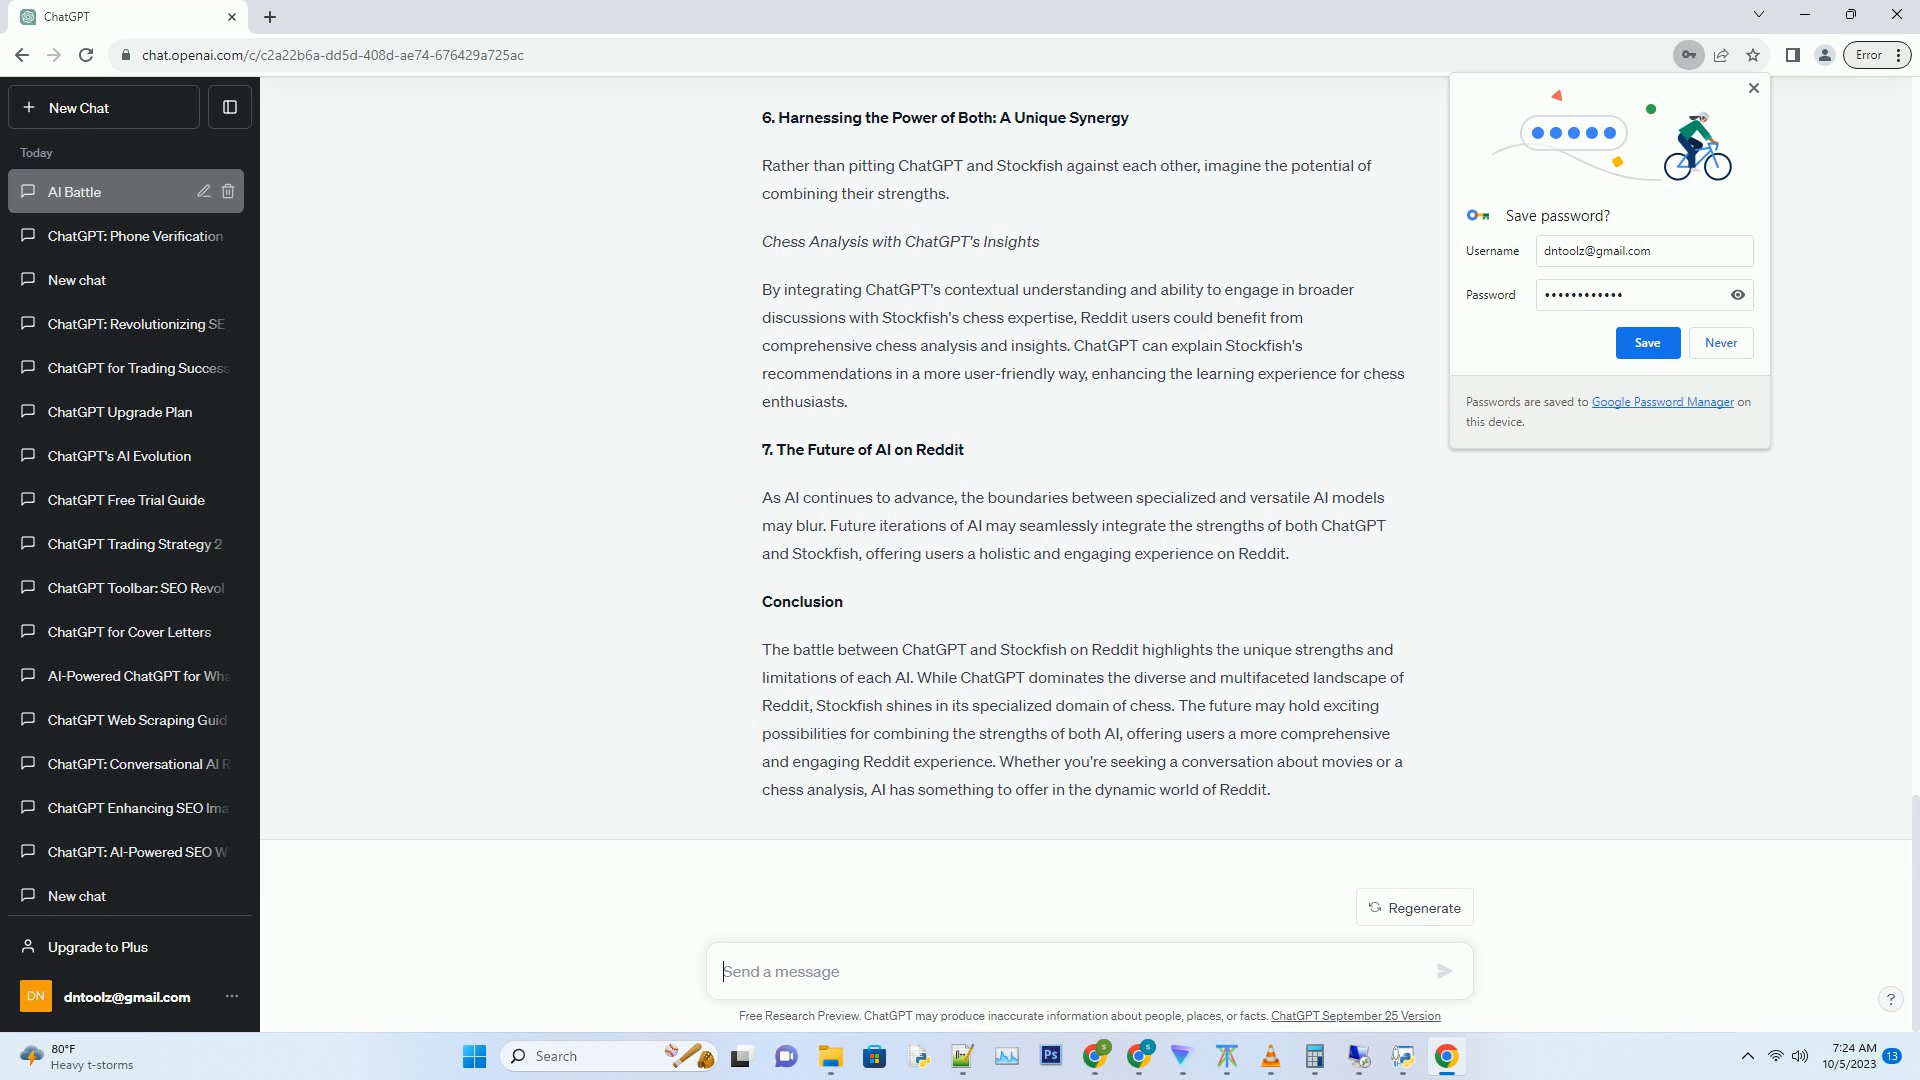 ChatGPT
chat.openai.com/c/c2a22b6a-dd5d-408d-ae74-676429a725ac
Error
New Chat
Today
AI Battle
ChatGPT: Phone Verification
New chat
ChatGPT: Revolutionizing SE
ChatGPT for Trading Success
ChatGPT Upgrade Plan
ChatGPT's AI Evolution
ChatGPT Free Trial Guide
ChatGPT Trading Strategy 2
ChatGPT Toolbar: SEO Revol
ChatGPT for Cover Letters
AI-Powered ChatGPT for Wha
ChatGPT Web Scraping Guid
ChatGPT: Conversational AI R
ChatGPT Enhancing SEO Ima
ChatGPT: AI-Powered SEO W
New chat
Upgrade to Plus
DN
dntoolz@gmail.com
6. Harnessing the Power of Both: A Unique Synergy
Rather than pitting ChatGPT and Stockfish against each other, imagine the potential of
combining their strengths.
Chess Analysis with ChatGPT's Insights
By integrating ChatGPT's contextual understanding and ability to engage in broader
discussions with Stockfish's chess expertise, Reddit users could benefit from
comprehensive chess analysis and insights. ChatGPT can explain Stockfish's
recommendations in a more user-friendly way, enhancing the learning experience for chess
enthusiasts.
7. The Future of AI on Reddit
As AI continues to advance, the boundaries between specialized and versatile AI models
may blur. Future iterations of AI may seamlessly integrate the strengths of both ChatGPT
and Stockfish, offering users a holistic and engaging experience on Reddit.
Conclusion
The battle between ChatGPT and Stockfish on Reddit highlights the unique strengths and
limitations of each AI. While ChatGPT dominates the diverse and multifaceted landscape of
Reddit, Stockfish shines in its specialized domain of chess. The future may hold exciting
possibilities for combining the strengths of both AI, offering users a more comprehensive
and engaging Reddit experience. Whether you're seeking a conversation about movies or a
chess analysis, AI has something to offer in the dynamic world of Reddit.
Regenerate
Send a message
Free Research Preview. ChatGPT may produce inaccurate information about people, places, or facts. ChatGPT September 25 Version
?
Save password?
Username dntoolz@gmail.com
Password ••••••••••••
Save Never
Passwords are saved to Google Password Manager on
this device.
80°F
Heavy t-storms
Search
Ps
S
S
7:24 AM
10/5/2023
13